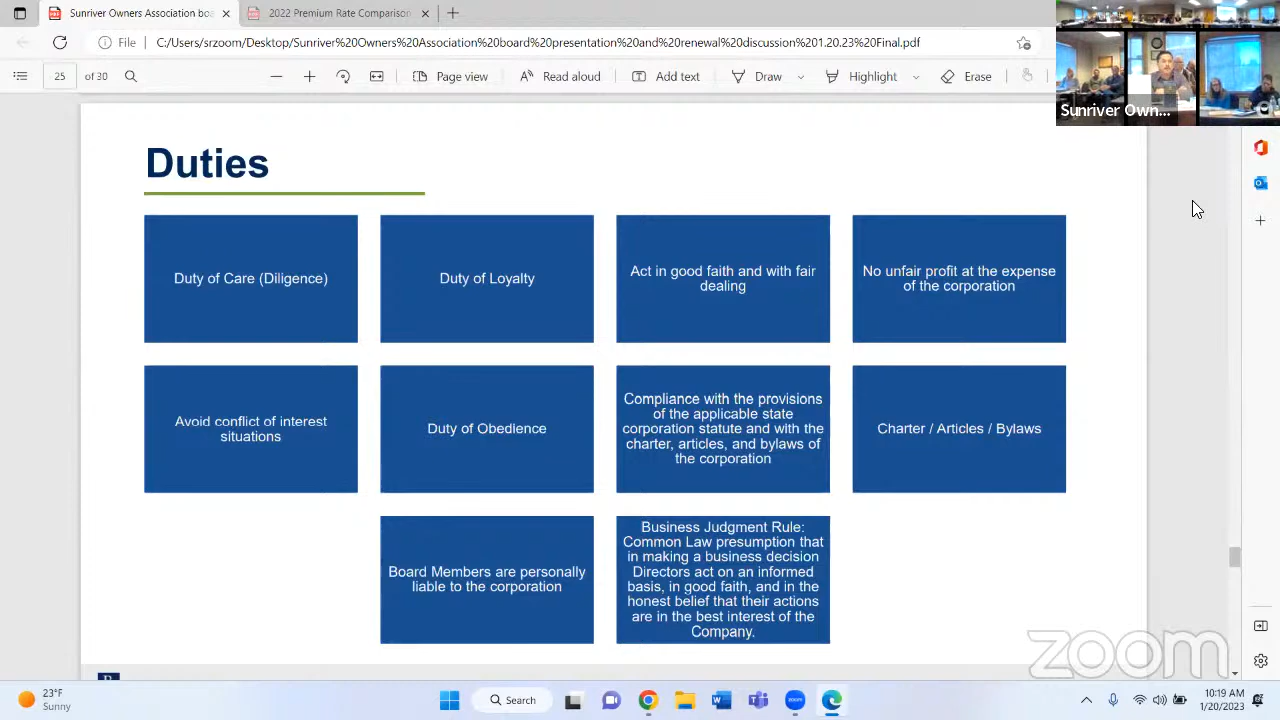 Sunriver Owners Association boa
2022 Premium Rate Change Com
File
C:/Users/srzoom/Desktop/Sunriver%20Owners
resentation%20and%20renewal%20discussion%201.20.23%20Final.pdf
25
of 30
Page view
Read aloud
Add text
Draw
Highlight
Erase
Sunriver Own...
Duties
Duty of Care (Diligence)
Duty of Loyalty
Act in good faith and with fair
dealing
No unfair profit at the expense
of the corporation
Avoid conflict of interest
situations
Duty of Obedience
Compliance with the provisions
of the applicable state
corporation statute and with the
charter, articles, and bylaws of
the corporation
Charter / Articles / Bylaws
Board Members are personally
liable to the corporation
Business Judgment Rule:
Common Law presumption that
in making a business decision
Directors act on an informed
basis, in good faith, and in the
honest belief that their actions
are in the best interest of the
Company.
zoom
23°F
Sunny
Search
10:19 AM
1/20/2023